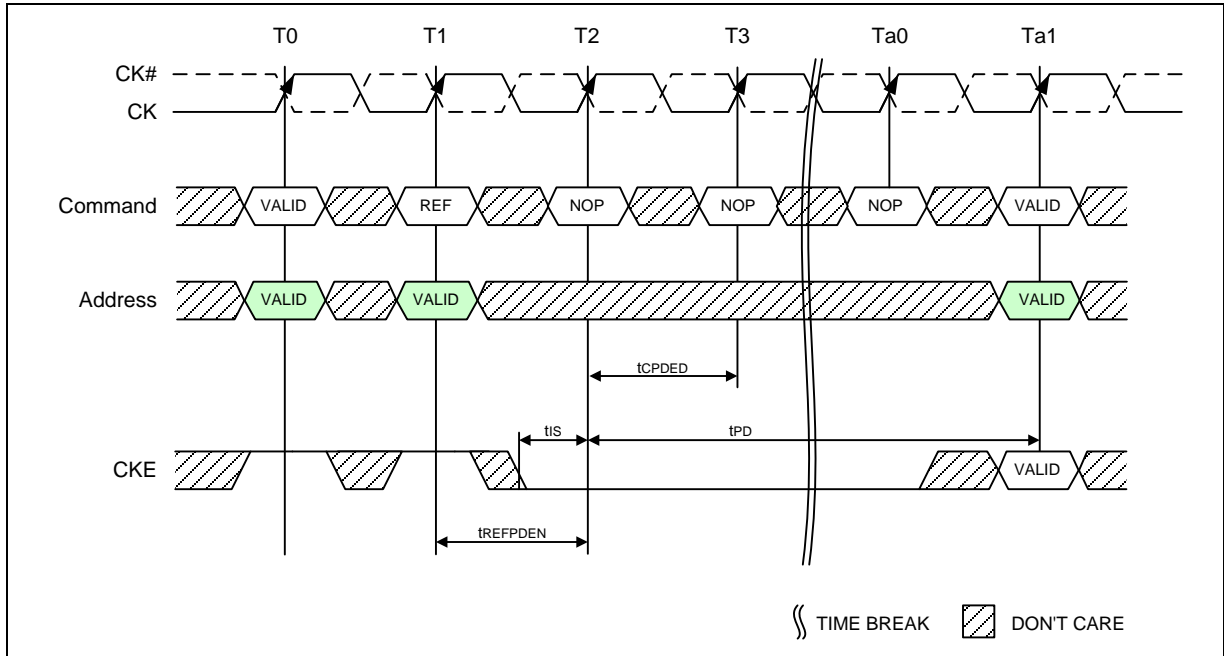 T0 T1 T2 T3 Ta0 Ta1
CK#
CK
Command VALID REF NOP NOP NOP VALID
Address VALID VALID VALID
tCPDED
tIS tPD
CKE VALID
tREFPDEN
TIME BREAK DON'T CARE